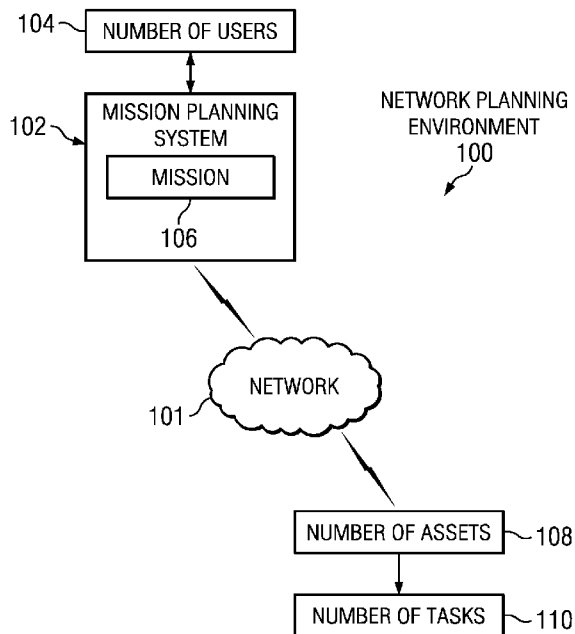 104
NUMBER OF USERS
102
MISSION PLANNING
SYSTEM
MISSION
106
NETWORK PLANNING
ENVIRONMENT
100
NETWORK
101
NUMBER OF ASSETS
108
NUMBER OF TASKS
110